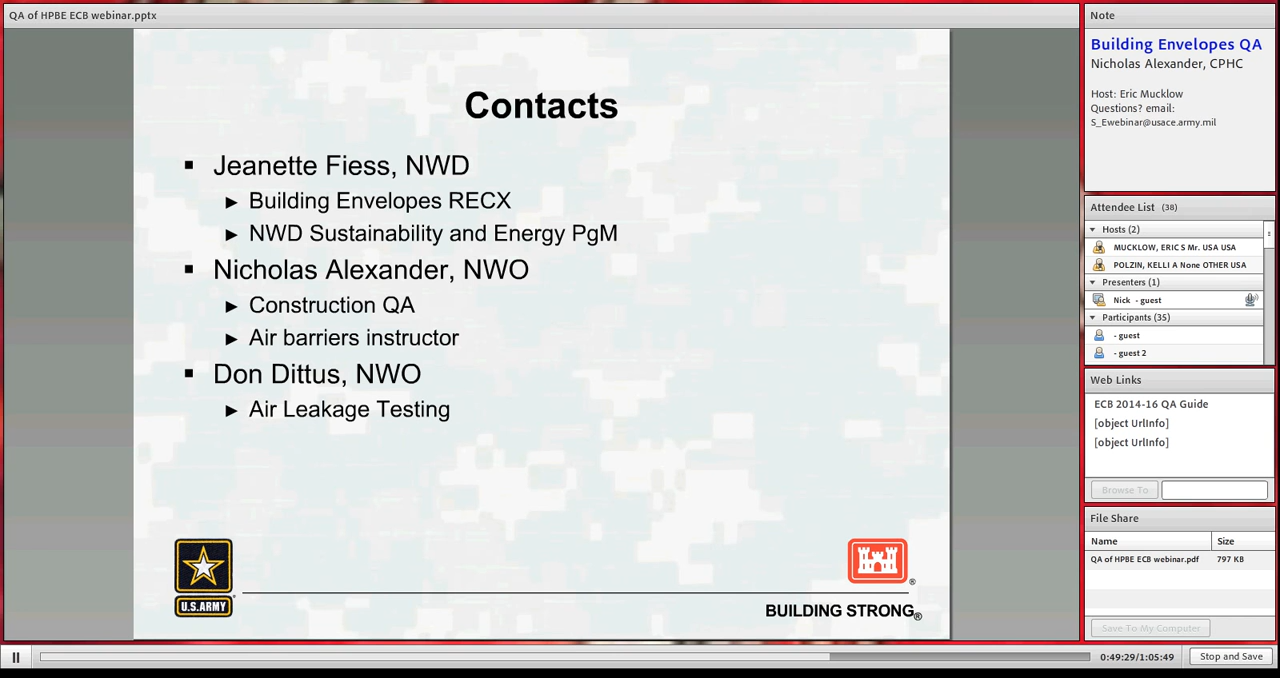 QA of HPBE ECB webinar.pptx
Contacts
▪ Jeanette Fiess, NWD
► Building Envelopes RECX
► NWD Sustainability and Energy PgM
▪ Nicholas Alexander, NWO
► Construction QA
► Air barriers instructor
▪ Don Dittus, NWO
► Air Leakage Testing
U.S.ARMY
BUILDING STRONG®
Note
Building Envelopes QA
Nicholas Alexander, CPHC
Host: Eric Mucklow
Questions? email:
S_Ewebinar@usace.army.mil
Attendee List (38)
Hosts (2)
MUCKLOW, ERIC S Mr. USA USA
POLZIN, KELLI A None OTHER USA
Presenters (1)
Nick - guest
Participants (35)
- guest
- guest 2
Web Links
ECB 2014-16 QA Guide
[object UrlInfo]
[object UrlInfo]
Browse To
File Share
Name Size
QA of HPBE ECB webinar.pdf 797 KB
Save To My Computer
0:49:29/1:05:49 Stop and Save